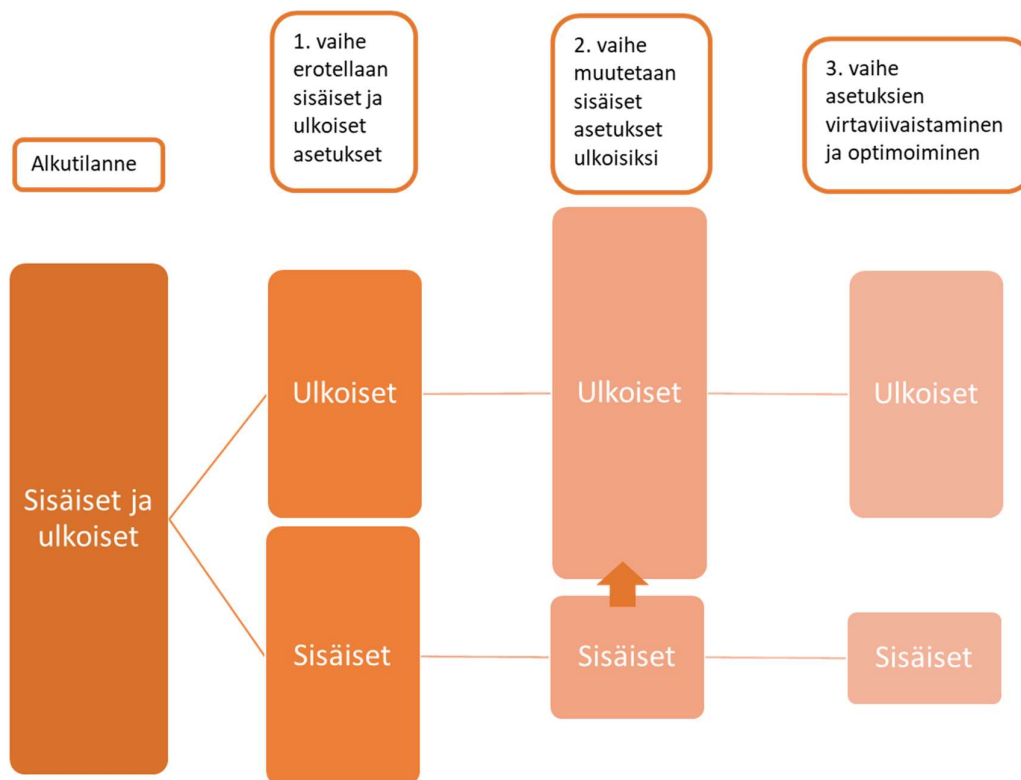 Alkutilanne
1. vaihe
erotellaan
sisäiset ja
ulkoiset
asetukset
2. vaihe
muutetaan
sisäiset
asetukset
ulkoisiksi
3. vaihe
asetuksien
virtaviivaistaminen
ja optimoiminen
Sisäiset ja
ulkoiset
Ulkoiset
Ulkoiset
Ulkoiset
Sisäiset
Sisäiset
Sisäiset